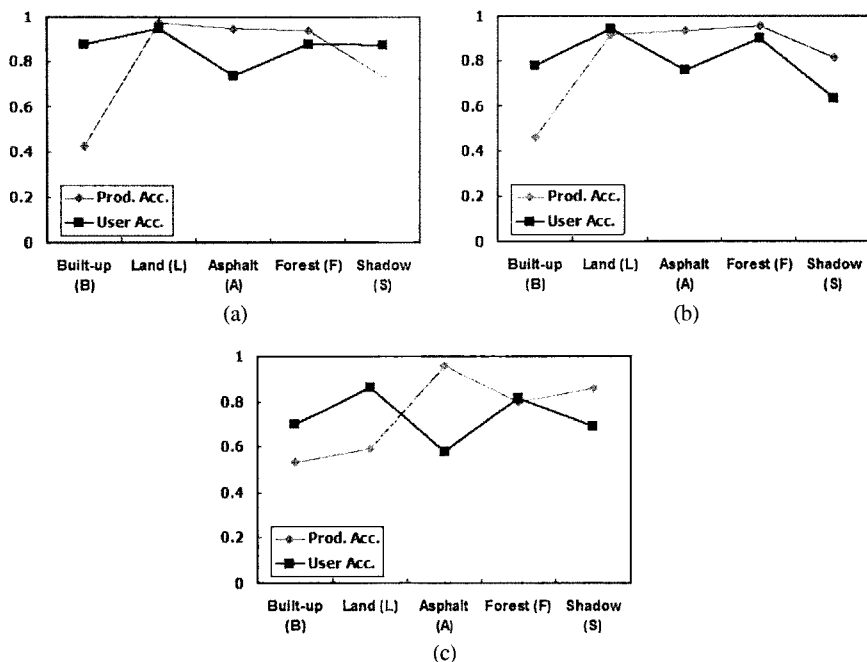 1
0.8
0.6
0.4
0.2
0
Prod. Acc.
User Acc.
Built-up (B)
Land (L)
Asphalt (A)
Forest (F)
Shadow (S)
(a)
1
0.8
0.6
0.4
0.2
0
Prod. Acc.
User Acc.
Built-up (B)
Land (L)
Asphalt (A)
Forest (F)
Shadow (S)
(b)
1
0.8
0.6
0.4
0.2
0
Prod. Acc.
User Acc.
Built-up (B)
Land (L)
Asphalt (A)
Forest (F)
Shadow (S)
(c)